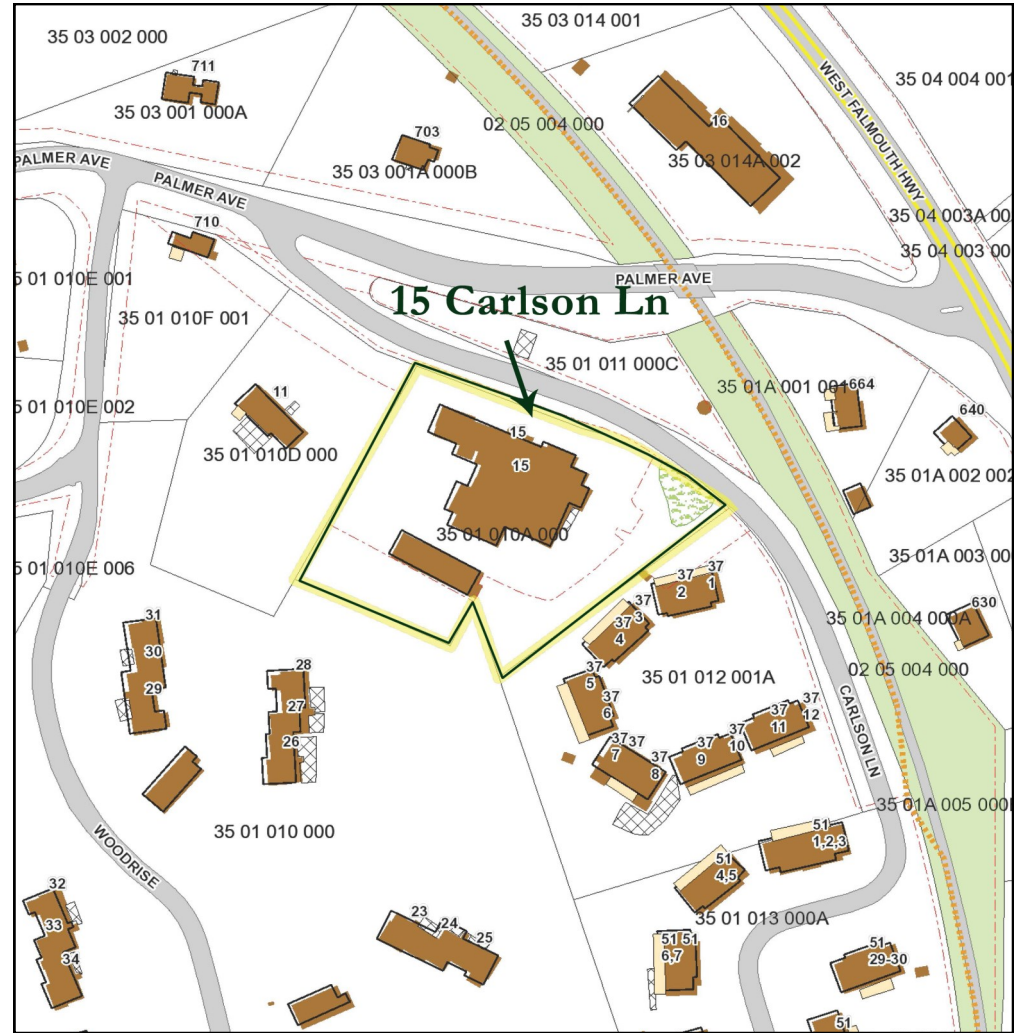 35 03 014 001
35 03 002 000
711
35 03 001 000A
703
35 03 001A 000B
02 05 004 000
16
35 03 014A 002
WEST FALMOUTH HWY
35 04 004 001
PALMER AVE
PALMER AVE
710
35 04 003A 00
35 04 003 00
5 01 010E 001
PALMER AVE
15 Carlson Ln
35 01 010F 001
35 01 011 000C
35 01A 001 001
664
11
5 01 010E 002
640
15
15
35 01 010D 000
35 01A 002 002
35 01 010A 000
5 01 010E 006
35 01A 003 00
37
2
37
1
37
3
37
4
35 01A 004 000A
630
31
30
29
28
27
26
37
5
37
6
35 01 012 001A
02 05 004 000
37
12
37
11
37
10
37
9
37 37
7
37
8
CARLSON LN
35 01A 005 000
35 01 010 000
WOODRISE
51
1,2,3
51
4,5
32
33
34
23
24
25
35 01 013 000A
51 51
6,7
51
29-30
51